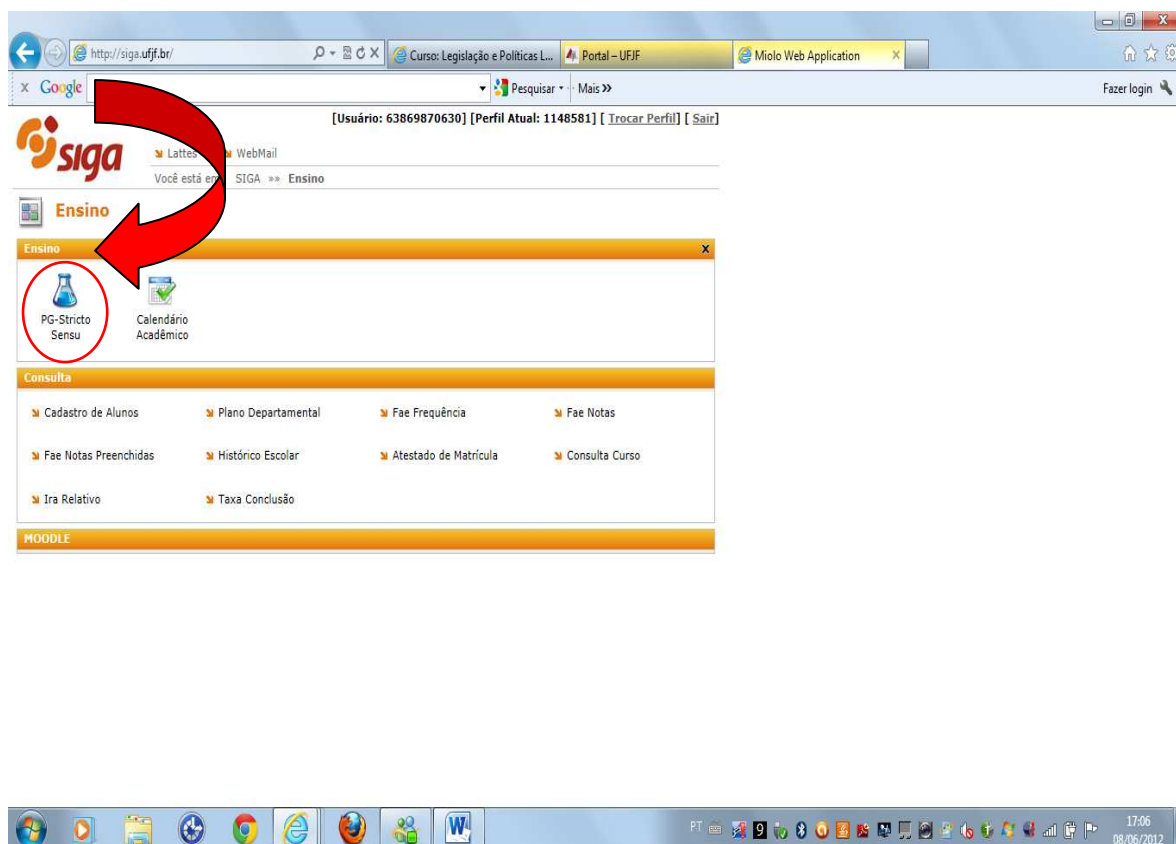 http://siga.ufjf.br/
Curso: Legislação e Políticas L...
Portal – UFJF
Miolo Web Application
x Google
Pesquisar
Mais »
Fazer login
[Usuário: 63869870630] [Perfil Atual: 1148581] [ Trocar Perfil] [ Sair]
siga
Lattes
WebMail
Você está em SIGA »» Ensino
Ensino
Ensino
x
PG-Stricto Sensu
Calendário Acadêmico
Consulta
Cadastro de Alunos
Plano Departamental
Fae Frequência
Fae Notas
Fae Notas Preenchidas
Histórico Escolar
Atestado de Matrícula
Consulta Curso
Ira Relativo
Taxa Conclusão
MOODLE
PT
9
17:06
08/06/2012